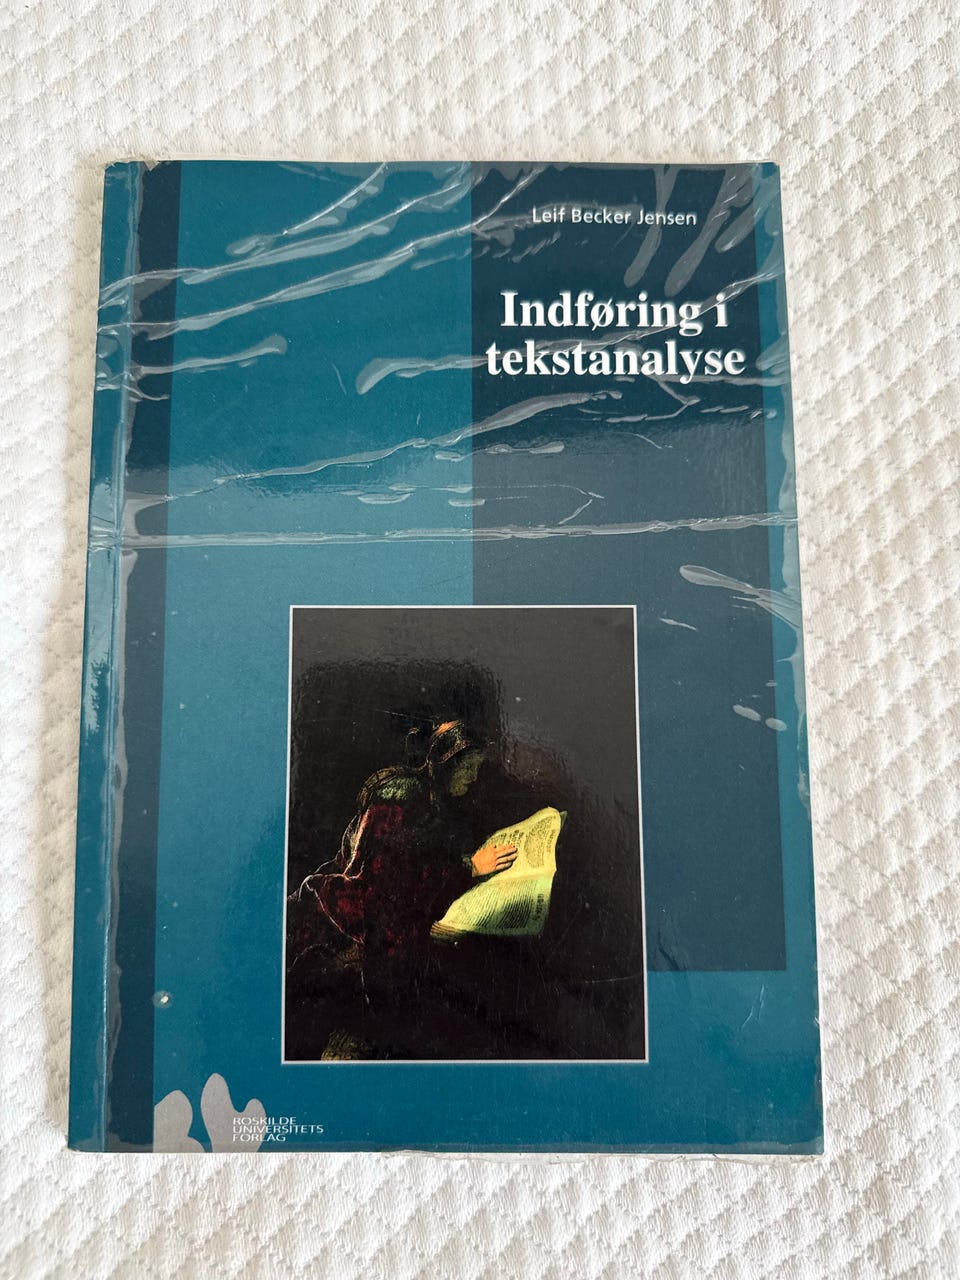 Leif Becker Jensen
Indføring i
tekstanalyse
ROSKILDE
UNIVERSITETS
FORLAG